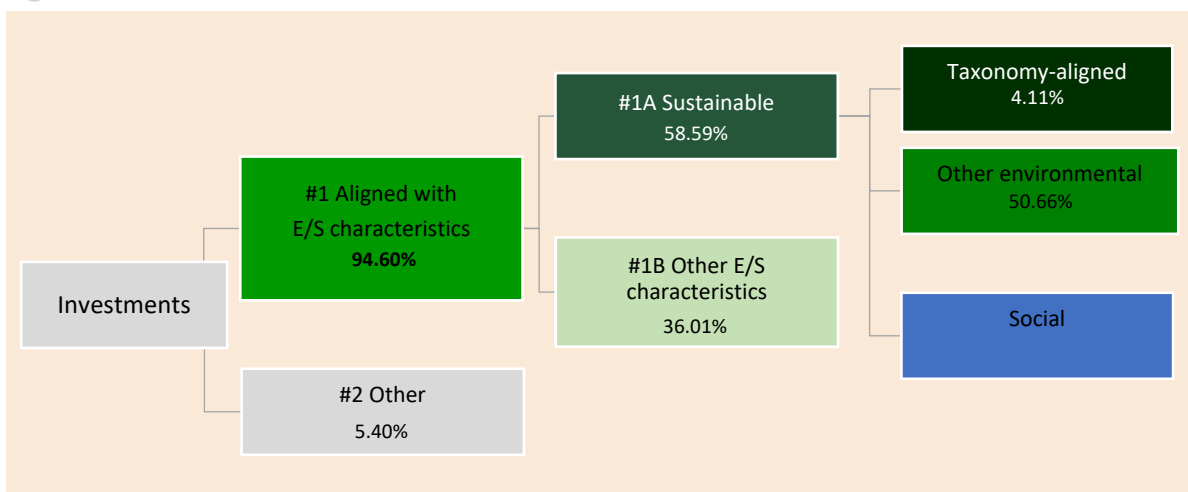 Investments
#1 Aligned with
E/S characteristics
94.60%
#2 Other
5.40%
#1A Sustainable
58.59%
#1B Other E/S
characteristics
36.01%
Taxonomy-aligned
4.11%
Other environmental
50.66%
Social